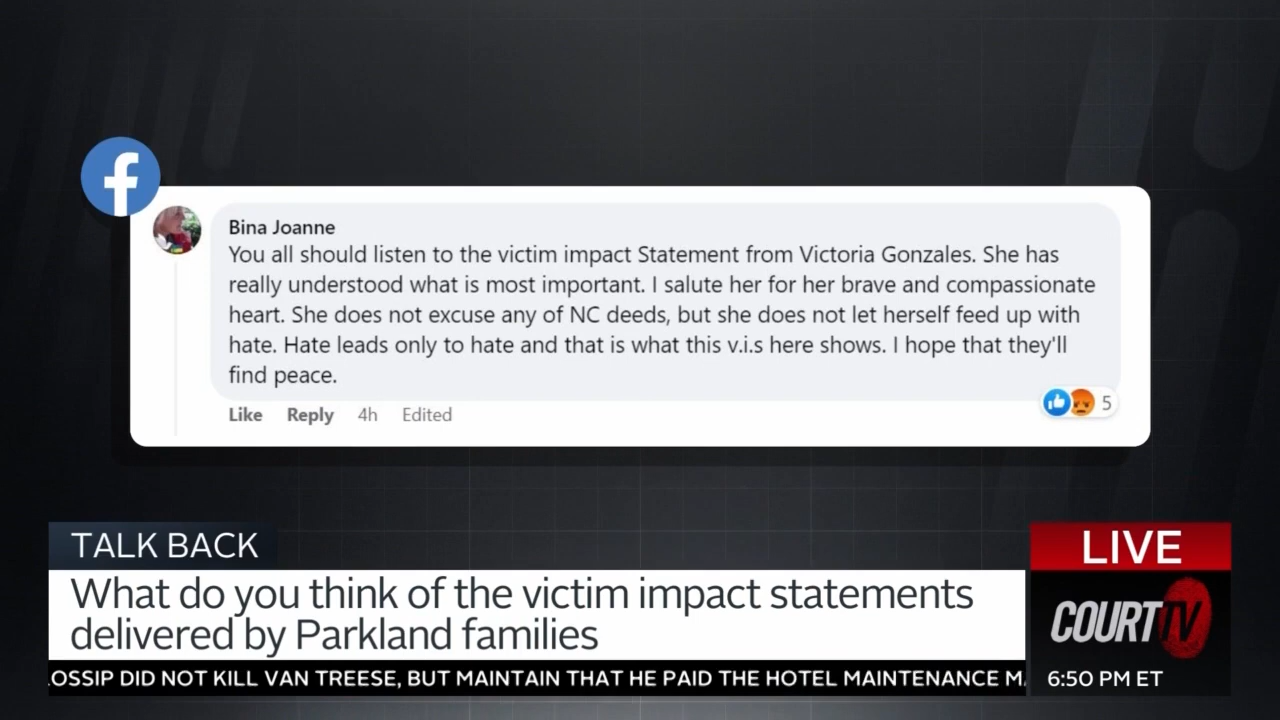 Bina Joanne
You all should listen to the victim impact Statement from Victoria Gonzales. She has
really understood what is most important. I salute her for her brave and compassionate
heart. She does not excuse any of NC deeds, but she does not let herself feed up with
hate. Hate leads only to hate and that is what this v.i.s here shows. I hope that they'll
find peace.
Like Reply 4h Edited
5
TALK BACK
What do you think of the victim impact statements
delivered by Parkland families
LIVE
COURT TV
6:50 PM ET
LOSSIP DID NOT KILL VAN TREESE, BUT MAINTAIN THAT HE PAID THE HOTEL MAINTENANCE